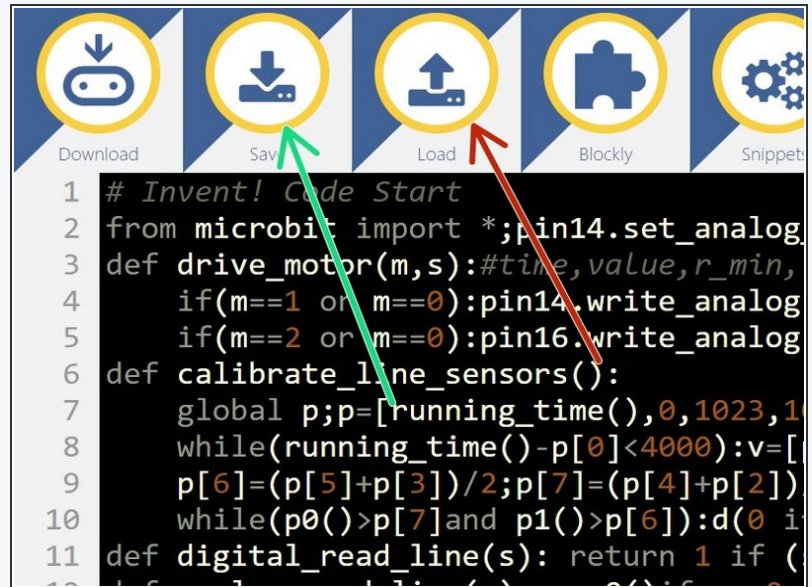 Download Save Load Blockly Snippets
1 # Invent! Code Start
2 from microbit import *;pin14.set_analog_
3 def drive_motor(m,s):#time,value,r_min,
4 if(m==1 or m==0):pin14.write_analog
5 if(m==2 or m==0):pin16.write_analog
6 def calibrate_line_sensors():
7 global p;p=[running_time(),0,1023,10
8 while(running_time()-p[0]<4000):v=[
9 p[6]=(p[5]+p[3])/2;p[7]=(p[4]+p[2])
10 while(p0()>p[7]and p1()>p[6]):d(0 i
11 def digital_read_line(s): return 1 if (